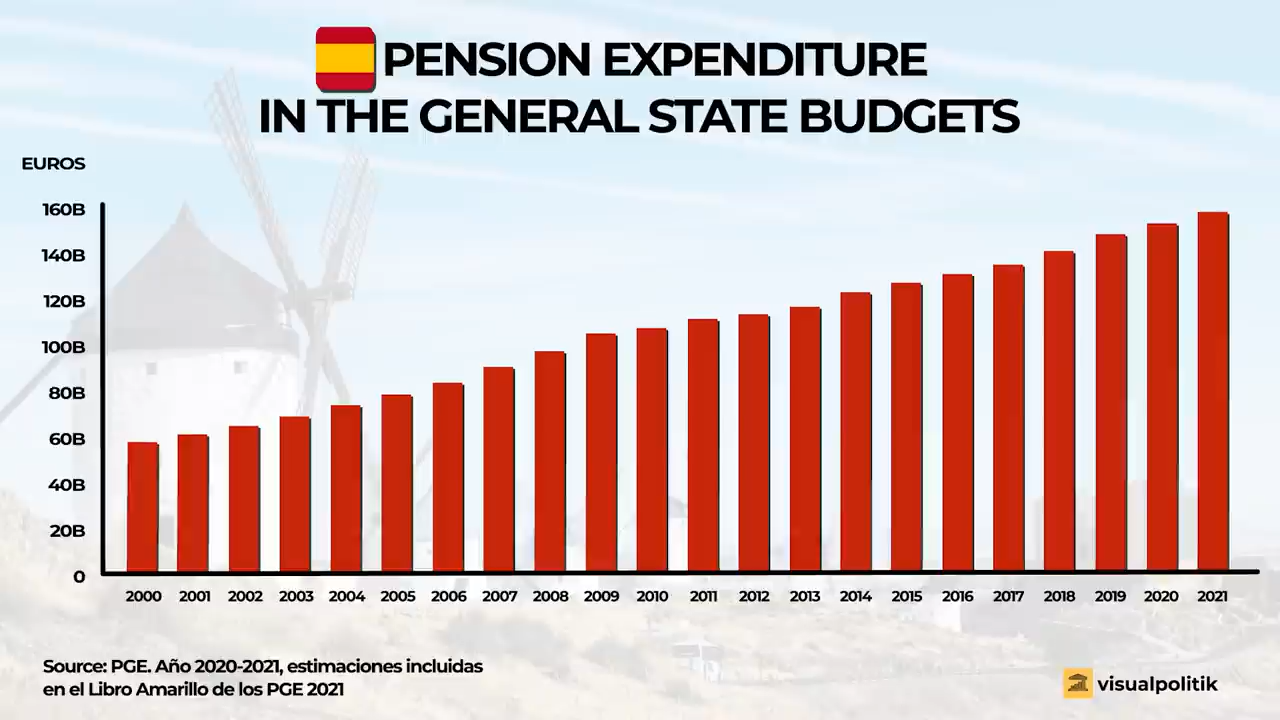 PENSION EXPENDITURE
IN THE GENERAL STATE BUDGETS
EUROS
160B
140B
120B
100B
80B
60B
40B
20B
0
2000 2001 2002 2003 2004 2005 2006 2007 2008 2009 2010 2011 2012 2013 2014 2015 2016 2017 2018 2019 2020 2021
Source: PGE. Año 2020-2021, estimaciones incluidas
en el Libro Amarillo de los PGE 2021
visualpolitik